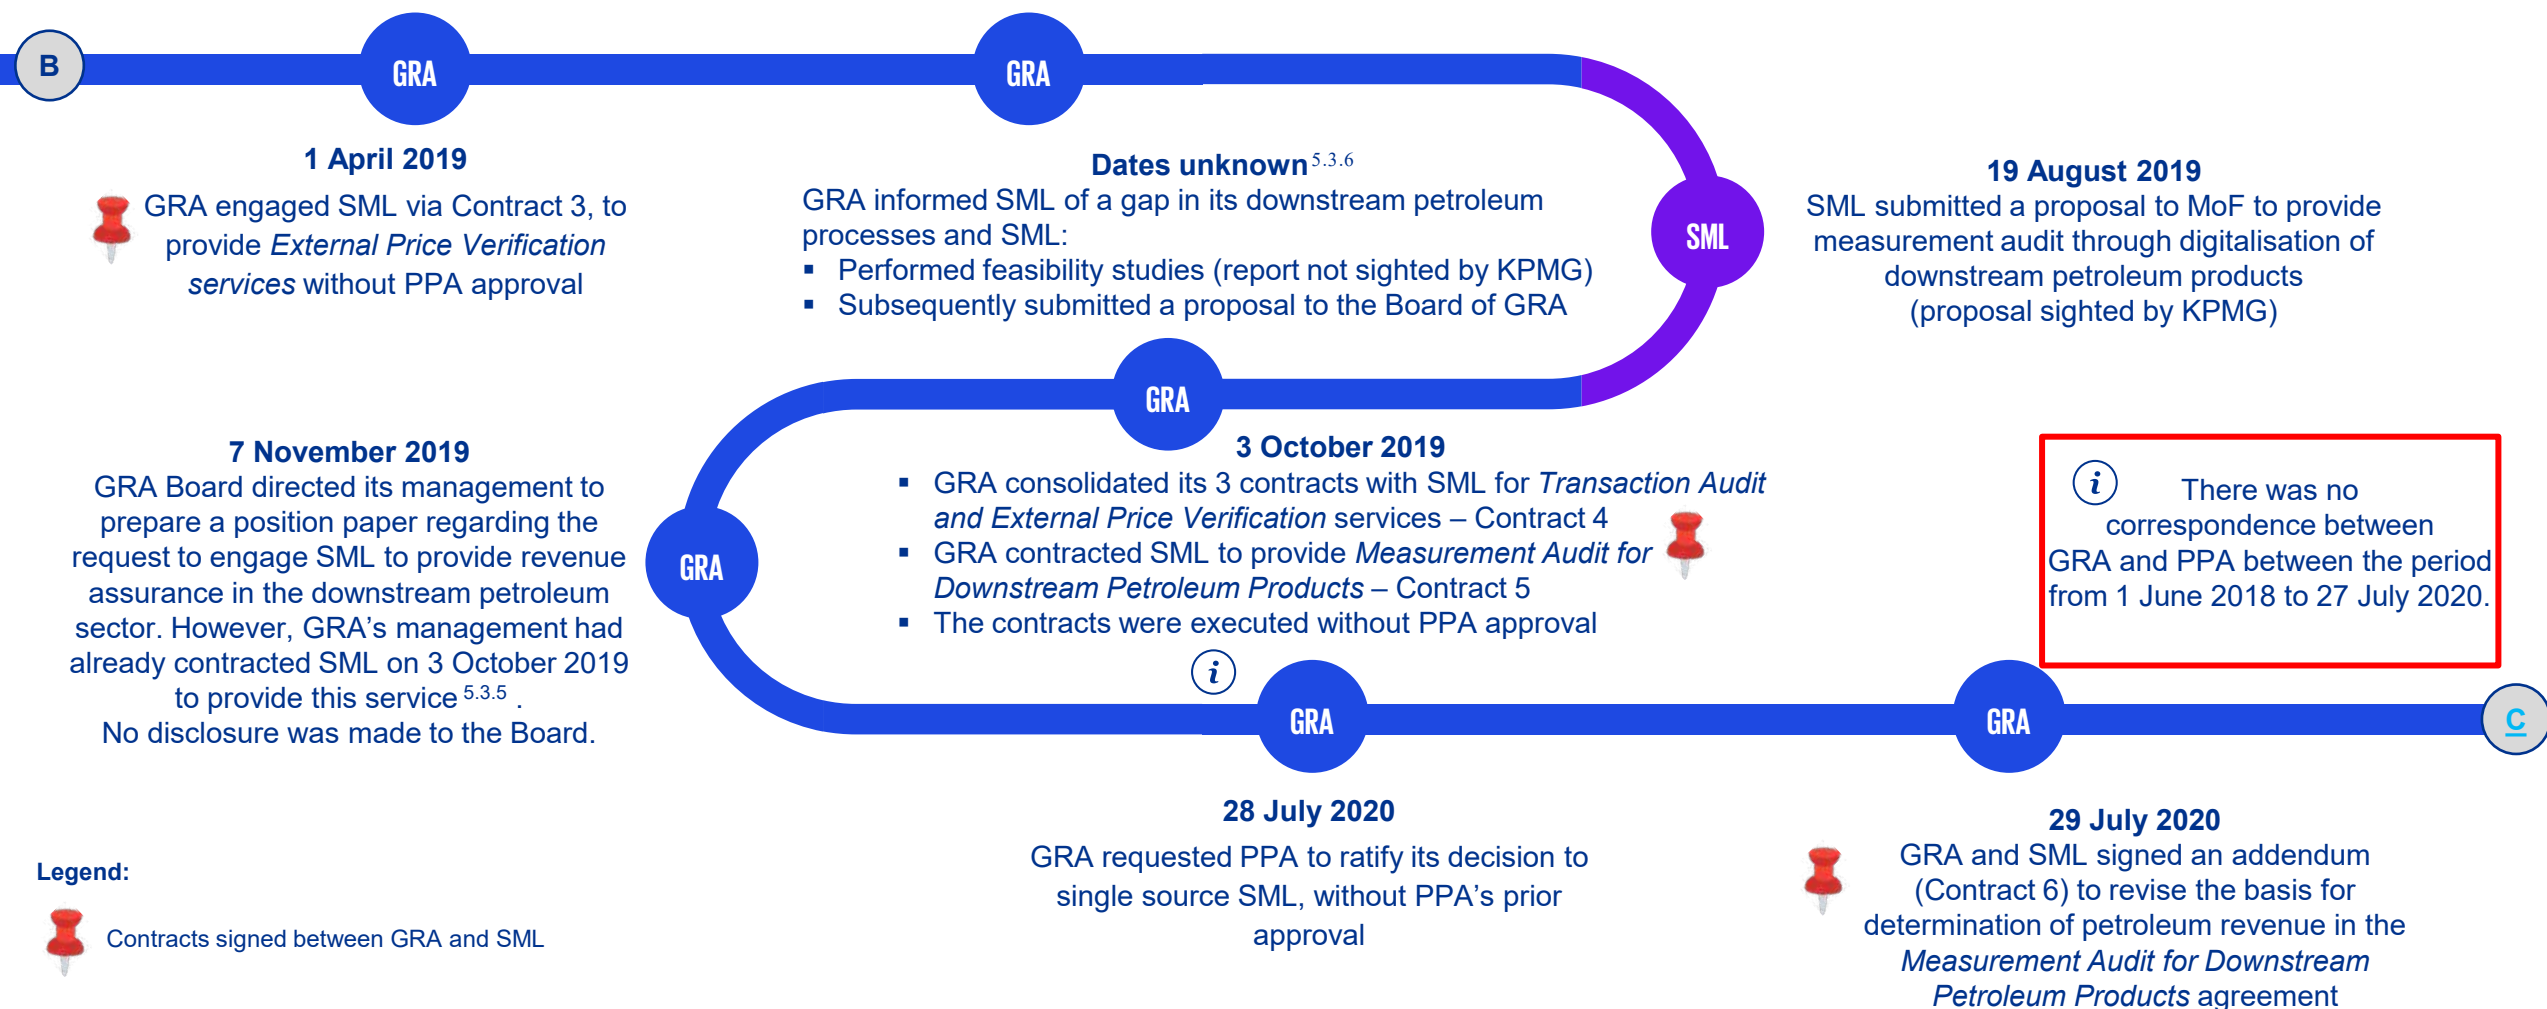 B
GRA
GRA
1 April 2019
GRA engaged SML via Contract 3, to
provide External Price Verification
services without PPA approval
Dates unknown 5.3.6
GRA informed SML of a gap in its downstream petroleum
processes and SML:
▪ Performed feasibility studies (report not sighted by KPMG)
▪ Subsequently submitted a proposal to the Board of GRA
SML
19 August 2019
SML submitted a proposal to MoF to provide
measurement audit through digitalisation of
downstream petroleum products
(proposal sighted by KPMG)
GRA
3 October 2019
▪ GRA consolidated its 3 contracts with SML for Transaction Audit
and External Price Verification services – Contract 4
▪ GRA contracted SML to provide Measurement Audit for
Downstream Petroleum Products – Contract 5
▪ The contracts were executed without PPA approval
GRA
7 November 2019
GRA Board directed its management to
prepare a position paper regarding the
request to engage SML to provide revenue
assurance in the downstream petroleum
sector. However, GRA's management had
already contracted SML on 3 October 2019
to provide this service 5.3.5 .
No disclosure was made to the Board.
i
There was no
correspondence between
GRA and PPA between the period
from 1 June 2018 to 27 July 2020.
i
GRA
GRA
C
28 July 2020
GRA requested PPA to ratify its decision to
single source SML, without PPA's prior
approval
29 July 2020
GRA and SML signed an addendum
(Contract 6) to revise the basis for
determination of petroleum revenue in the
Measurement Audit for Downstream
Petroleum Products agreement
Legend:
Contracts signed between GRA and SML